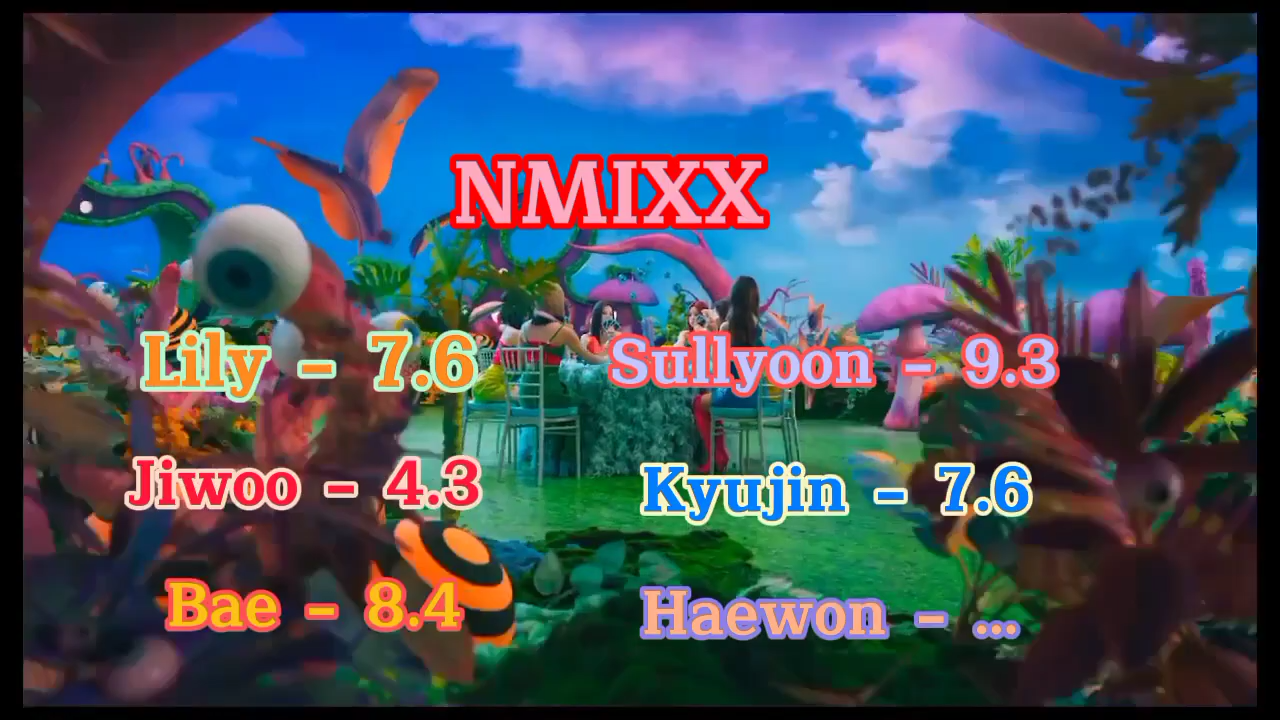 NMIXX
Lily – 7.6
Sullyoon – 9.3
Jiwoo – 4.3
Kyujin – 7.6
Bae – 8.4
Haewon – ...